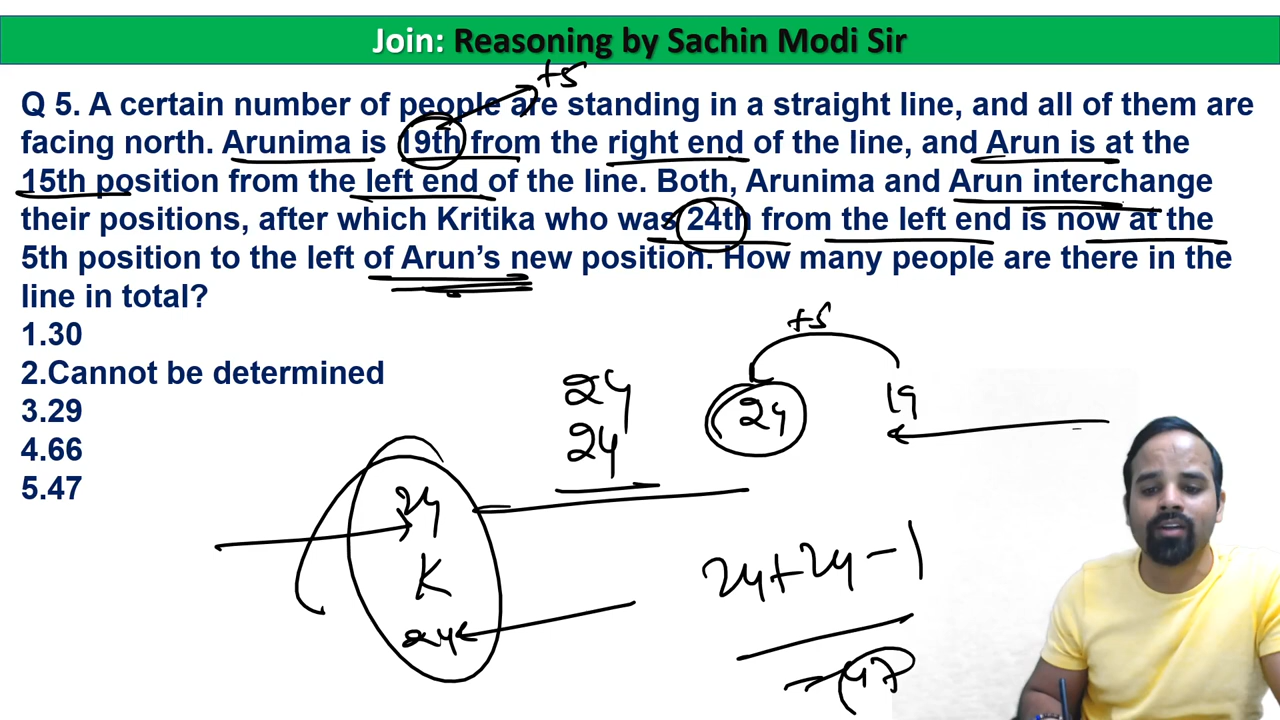 Join: Reasoning by Sachin Modi Sir
+5
Q 5. A certain number of people are standing in a straight line, and all of them are
facing north. Arunima is 19th from the right end of the line, and Arun is at the
15th position from the left end of the line. Both, Arunima and Arun interchange
their positions, after which Kritika who was 24th from the left end is now at the
5th position to the left of Arun's new position. How many people are there in the
line in total?
1.30
2.Cannot be determined
3.29
4.66
5.47
+5
24
24
24
19
24
K
24
24+24-1
=47